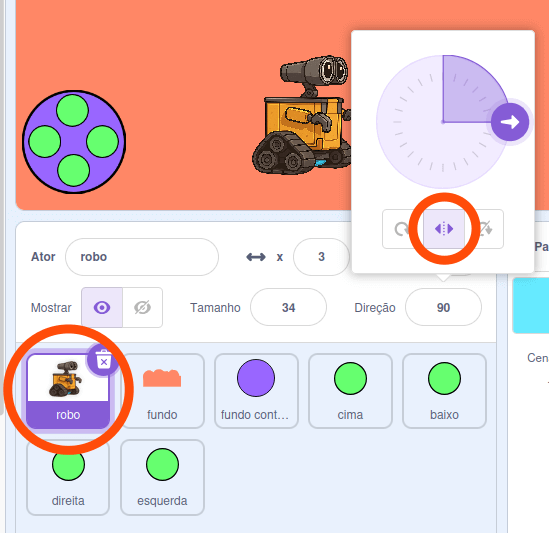 Ator robo x 3
Mostrar Tamanho 34 Direção 90
robo fundo fundo cont... cima baixo
direita esquerda
Pa
Cen